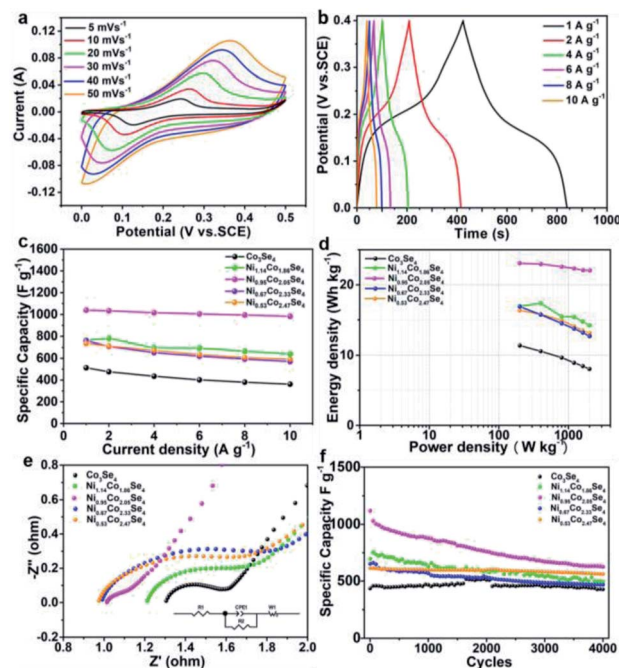 a
5 mVs⁻¹
10 mVs⁻¹
20 mVs⁻¹
30 mVs⁻¹
40 mVs⁻¹
50 mVs⁻¹
Current (A)
0.12
0.08
0.04
0.00
-0.04
-0.08
-0.12
0.0 0.1 0.2 0.3 0.4 0.5
Potential (V vs.SCE)
b
1 A g⁻¹
2 A g⁻¹
4 A g⁻¹
6 A g⁻¹
8 A g⁻¹
10 A g⁻¹
Potential (V vs.SCE)
0.4
0.3
0.2
0.1
0.0
0 200 400 600 800 1000
Time (s)
c
Co₃Se₄
Ni₁.₁₄Co₁.₈₆Se₄
Ni₀.₉₅Co₂.₀₅Se₄
Ni₀.₆₇Co₂.₃₃Se₄
Ni₀.₅₃Co₂.₄₇Se₄
Specific Capacity (F g⁻¹)
1600
1400
1200
1000
800
600
400
200
0
0 2 4 6 8 10
Current density (A g⁻¹)
d
Co₃Se₄
Ni₁.₁₄Co₁.₈₆Se₄
Ni₀.₉₅Co₂.₀₅Se₄
Ni₀.₆₇Co₂.₃₃Se₄
Ni₀.₅₃Co₂.₄₇Se₄
Energy density (Wh kg⁻¹)
20
10
0
1 10 100 1000
Power density (W kg⁻¹)
e
Co₃Se₄
Ni₁.₁₄Co₁.₈₆Se₄
Ni₀.₉₅Co₂.₀₅Se₄
Ni₀.₆₇Co₂.₃₃Se₄
Ni₀.₅₃Co₂.₄₇Se₄
-Z'' (ohm)
0.8
0.6
0.4
0.2
0.0
R1 CPE1 W1
R2
0.8 1.0 1.2 1.4 1.6 1.8 2.0
Z' (ohm)
f
Co₃Se₄
Ni₁.₁₄Co₁.₈₆Se₄
Ni₀.₉₅Co₂.₀₅Se₄
Ni₀.₆₇Co₂.₃₃Se₄
Ni₀.₅₃Co₂.₄₇Se₄
Specific Capacity F g⁻¹
1500
1000
500
0
0 1000 2000 3000 4000
Cycles